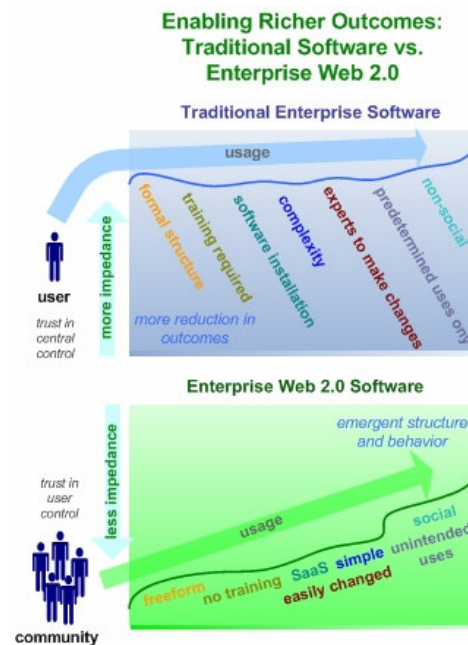 Enabling Richer Outcomes:
Traditional Software vs.
Enterprise Web 2.0
Traditional Enterprise Software
usage
formal structure
training required
software installation
complexity
experts to make changes
predetermined uses ony
non-social
more impedance
user
trust in
central
control
more reduction in
outcomes
Enterprise Web 2.0 Software
less impedance
emergent structure
and behavior
trust in
user
control
usage
social
SaaS simple unintended
uses
freeform no training easily changed
community